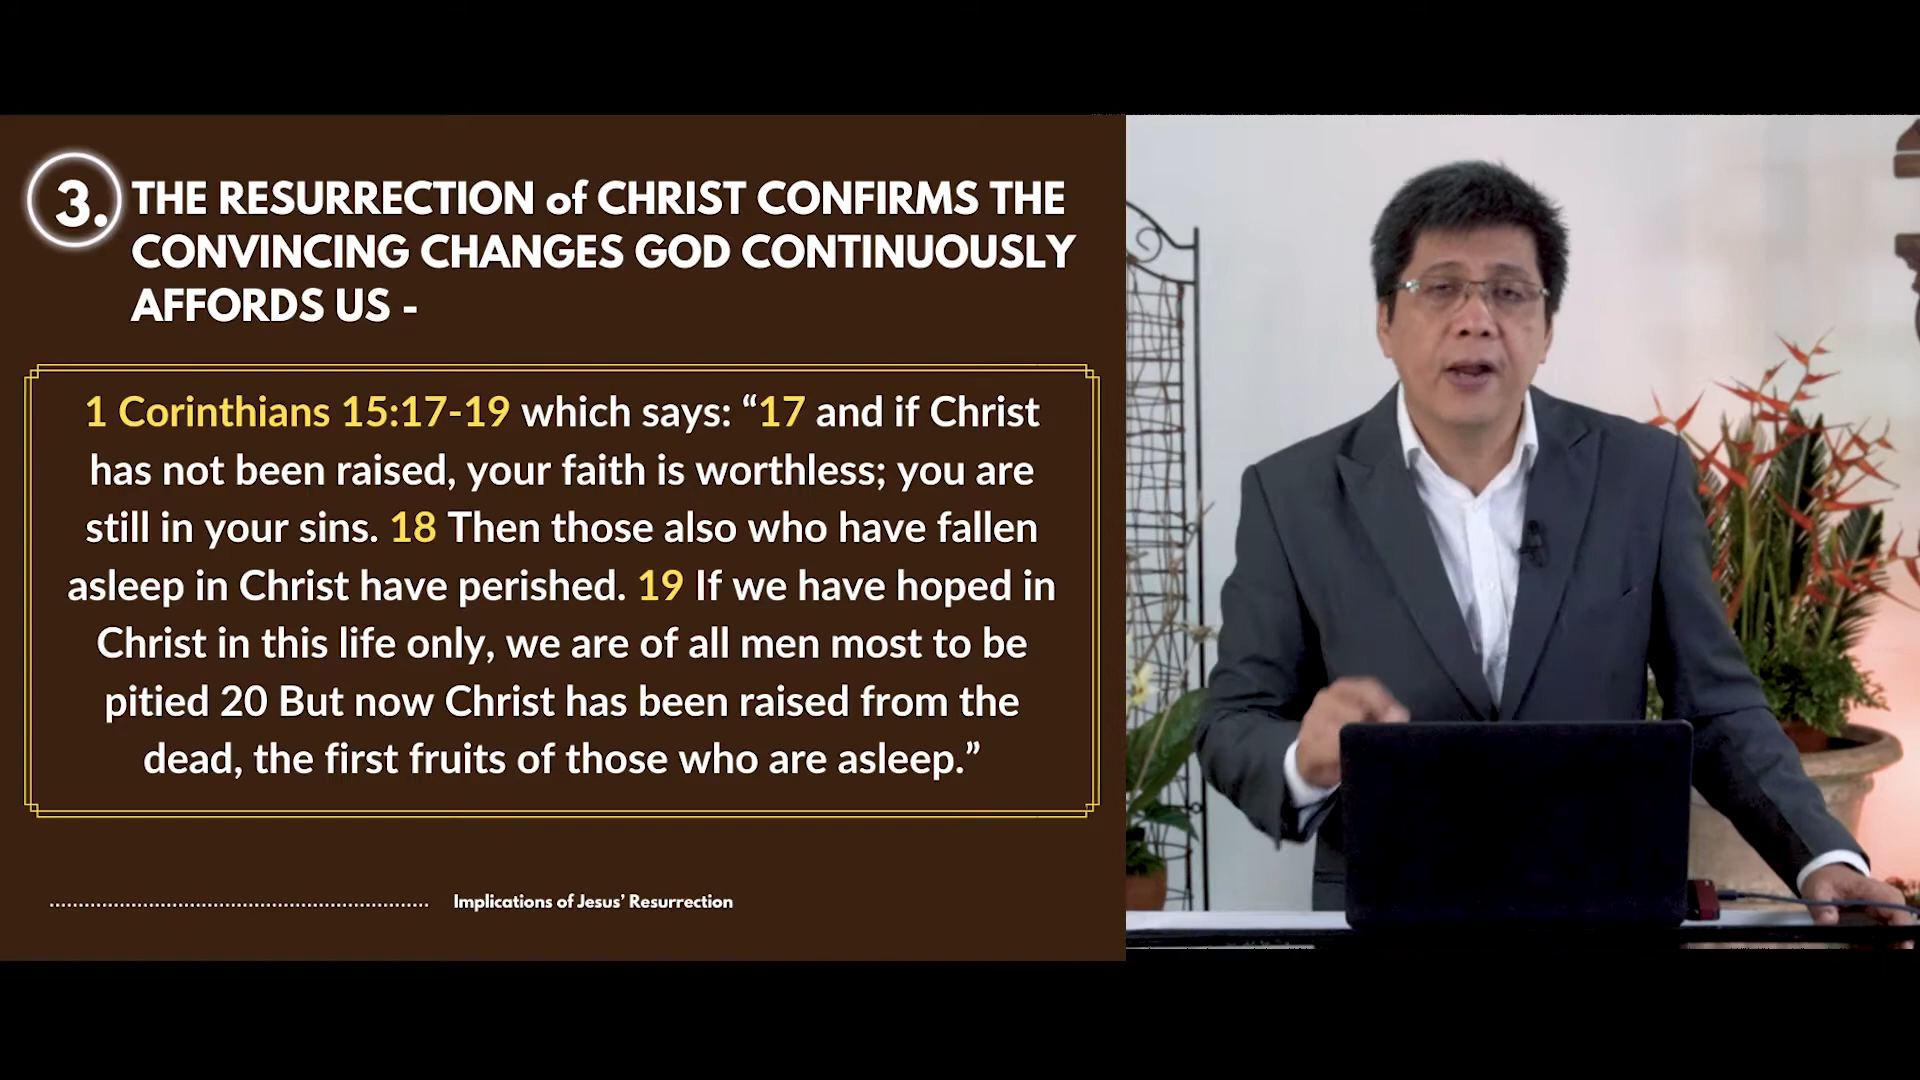 3. THE RESURRECTION of CHRIST CONFIRMS THE
CONVINCING CHANGES GOD CONTINUOUSLY
AFFORDS US -
1 Corinthians 15:17-19 which says: “17 and if Christ
has not been raised, your faith is worthless; you are
still in your sins. 18 Then those also who have fallen
asleep in Christ have perished. 19 If we have hoped in
Christ in this life only, we are of all men most to be
pitied 20 But now Christ has been raised from the
dead, the first fruits of those who are asleep.”
Implications of Jesus’ Resurrection